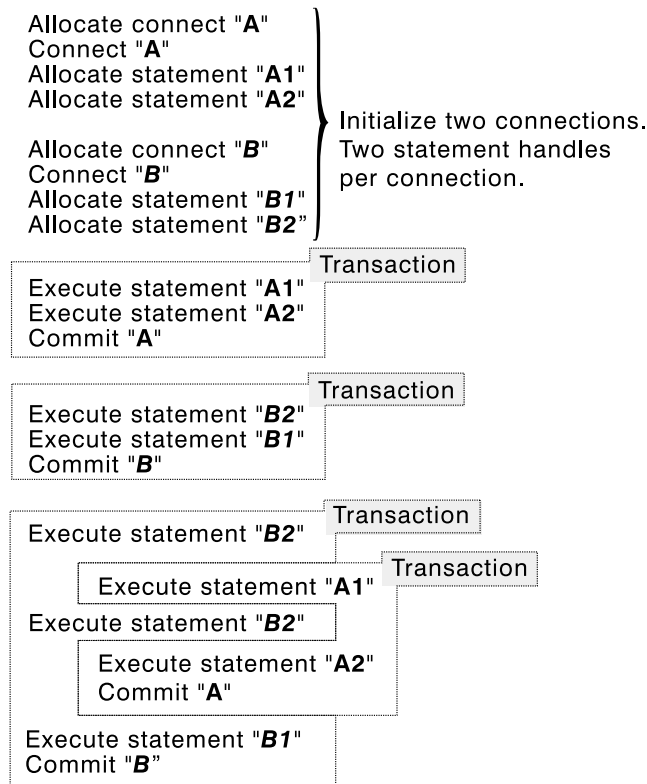 Allocate connect "A"
Connect "A"
Allocate statement "A1"
Allocate statement "A2"
Allocate connect "B"
Connect "B"
Allocate statement "B1"
Allocate statement "B2”
Initialize two connections.
Two statement handles
per connection.
Transaction
Execute statement "A1"
Execute statement "A2"
Commit "A"
Transaction
Execute statement "B2"
Execute statement "B1"
Commit "B"
Transaction
Execute statement "B2"
Transaction
Execute statement "A1"
Execute statement "B2"
Execute statement "A2"
Commit "A"
Execute statement "B1"
Commit "B”